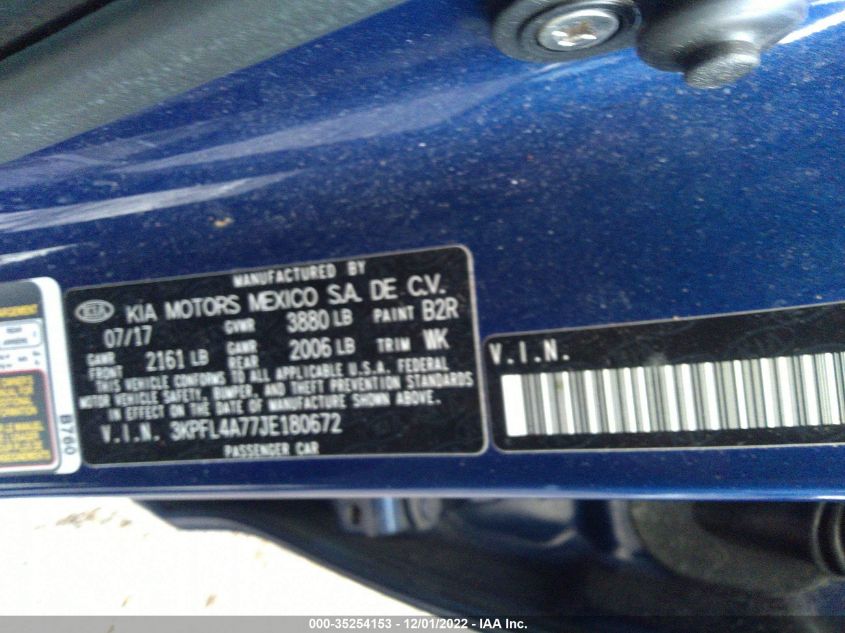 MANUFACTURED BY
KIA KIA MOTORS MEXICO S.A. DE C.V.
07/17 GVWR 3880 LB PAINT B2R
GAWR FRONT 2161 LB GAWR REAR 2006 LB TRIM WK
THIS VEHICLE CONFORMS TO ALL APPLICABLE U.S.A. FEDERAL
MOTOR VEHICLE SAFETY, BUMPER, AND THEFT PREVENTION STANDARDS
IN EFFECT ON THE DATE OF MANUFACTURE SHOWN ABOVE.
V.I.N. 3KPFL4A77JE180672
PASSENGER CAR
B760
V.I.N.
000-35254153 - 12/01/2022 - IAA Inc.